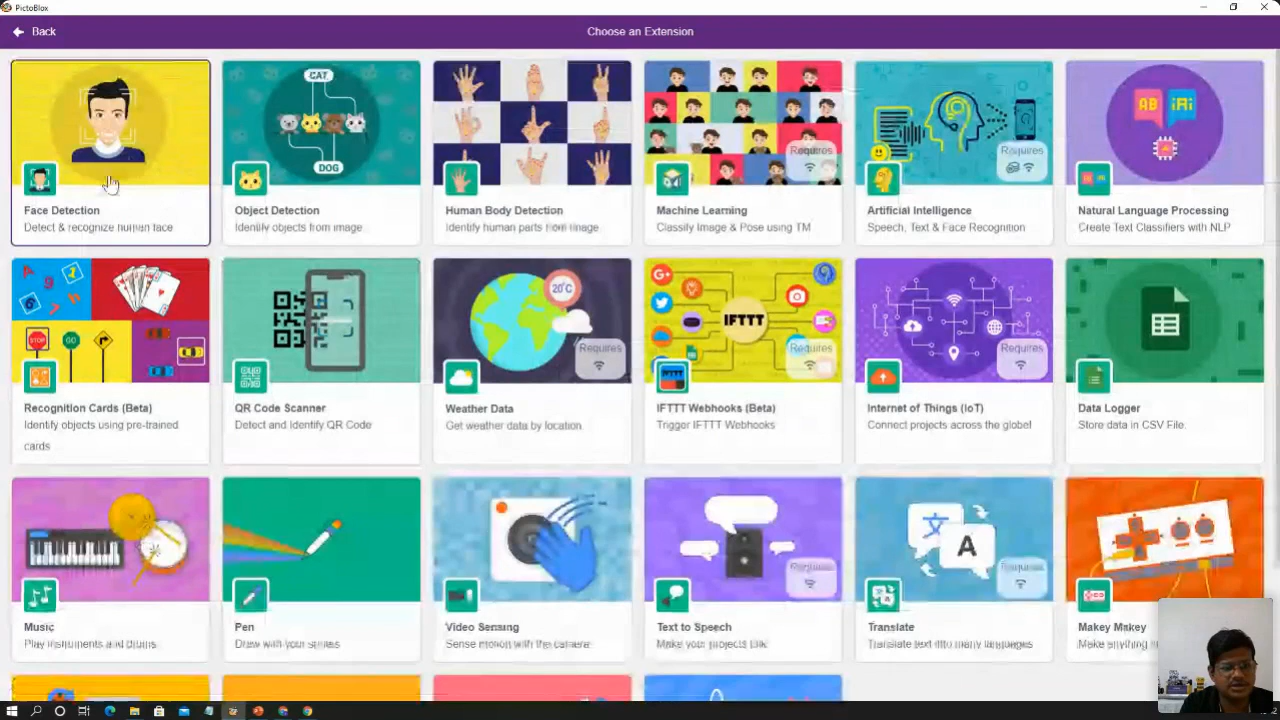 PictoBlox
Back
Choose an Extension
CAT
DOG
Requires
Requires
AB
Face Detection
Detect & recognize human face
Object Detection
Identify objects from image
Human Body Detection
Identify human parts from image
Machine Learning
Classify Image & Pose using TM
Artificial Intelligence
Speech, Text & Face Recognition
Natural Language Processing
Create Text Classifiers with NLP
STOP
GO
20°C
Requires
IFTTT
IFTTT
Requires
Requires
Recognition Cards (Beta)
Identify objects using pre-trained
cards
QR Code Scanner
Detect and Identify QR Code
Weather Data
Get weather data by location.
IFTTT Webhooks (Beta)
Trigger IFTTT Webhooks
Internet of Things (IoT)
Connect projects across the global
Data Logger
Store data in CSV File.
A
Requires
Requires
Music
Play instruments and drums.
Pen
Draw with your sprites
Video Sensing
Sense motion with the camera.
Text to Speech
Make your projects talk
Translate
Translate text into many languages
Makey Makey
Make anything